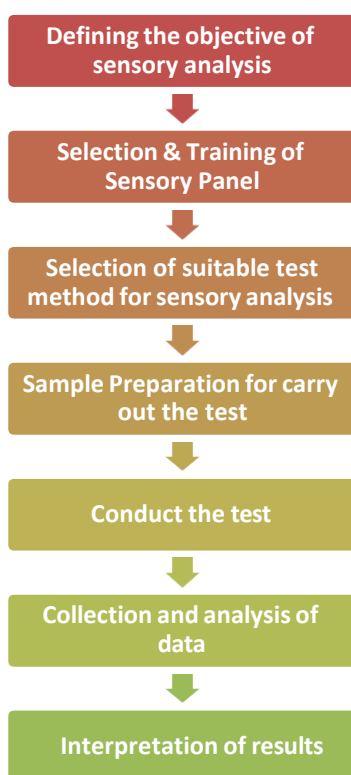 Defining the objective of
sensory analysis
Selection & Training of
Sensory Panel
Selection of suitable test
method for sensory analysis
Sample Preparation for carry
out the test
Conduct the test
Collection and analysis of
data
Interpretation of results